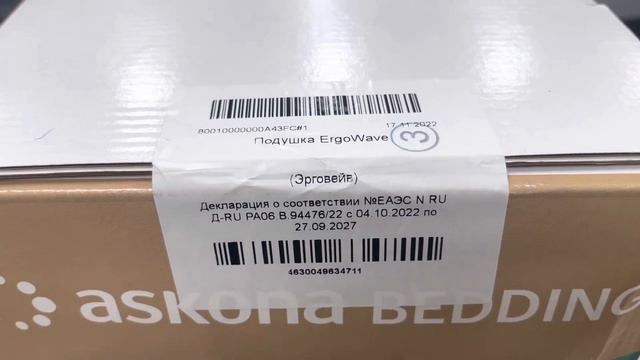 80010000000A43FC#1 17.11.2022
Подушка ErgoWave 3
(Эрговейв)
Декларация о соответствии №ЕАЭС N RU
Д-RU РА06.В.94476/22 с 04.10.2022 по
27.09.2027
4630049634711
askona BEDDING